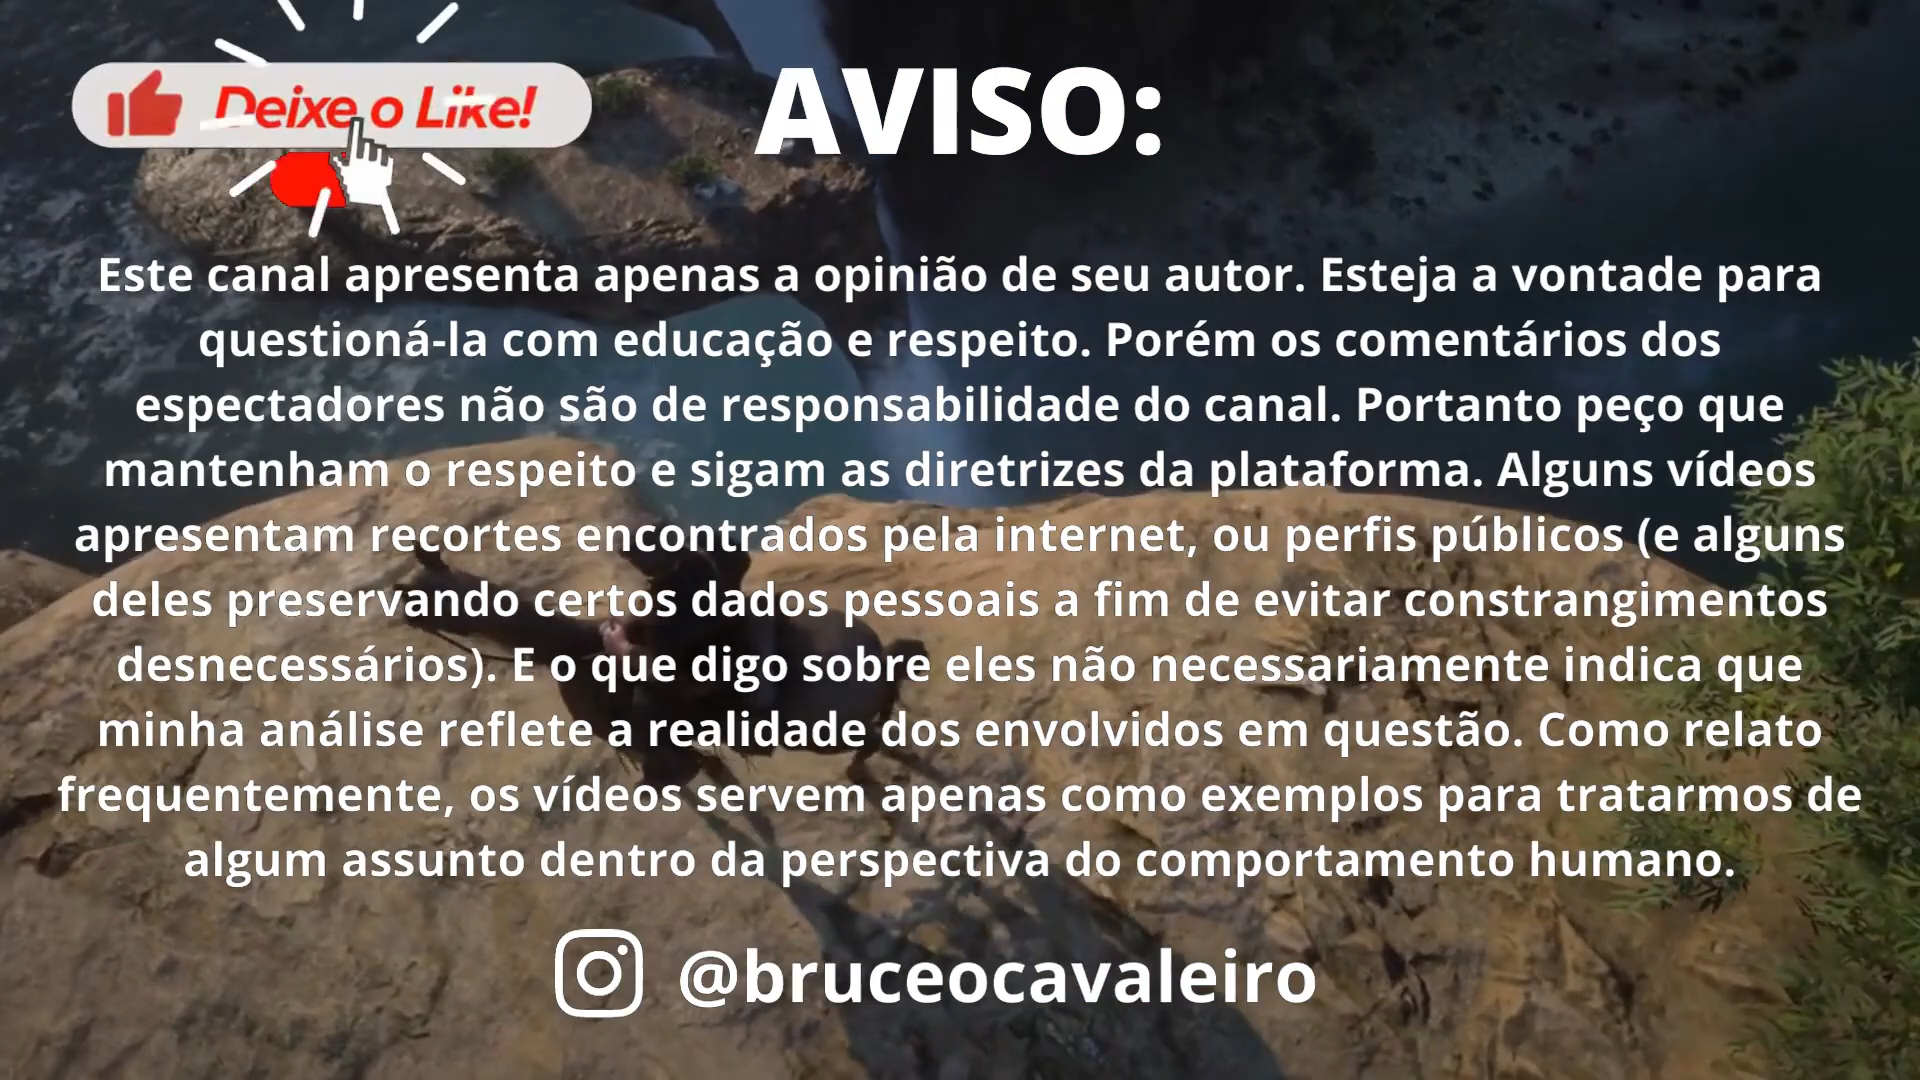 Deixe o Like!
AVISO:
Este canal apresenta apenas a opinião de seu autor. Esteja a vontade para
questioná-la com educação e respeito. Porém os comentários dos
espectadores não são de responsabilidade do canal. Portanto peço que
mantenham o respeito e sigam as diretrizes da plataforma. Alguns vídeos
apresentam recortes encontrados pela internet, ou perfis públicos (e alguns
deles preservando certos dados pessoais a fim de evitar constrangimentos
desnecessários). E o que digo sobre eles não necessariamente indica que
minha análise reflete a realidade dos envolvidos em questão. Como relato
frequentemente, os vídeos servem apenas como exemplos para tratarmos de
algum assunto dentro da perspectiva do comportamento humano.
@bruceocavaleiro